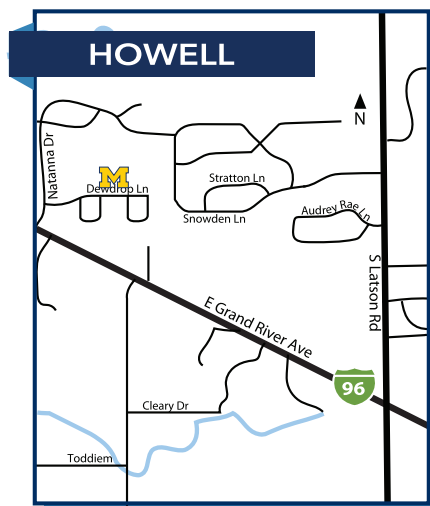 HOWELL
N
Natanna Dr
M
Dewdrop Ln
Stratton Ln
Snowden Ln
Audrey Rae Ln
S Latson Rd
E Grand River Ave
96
Cleary Dr
Toddiem